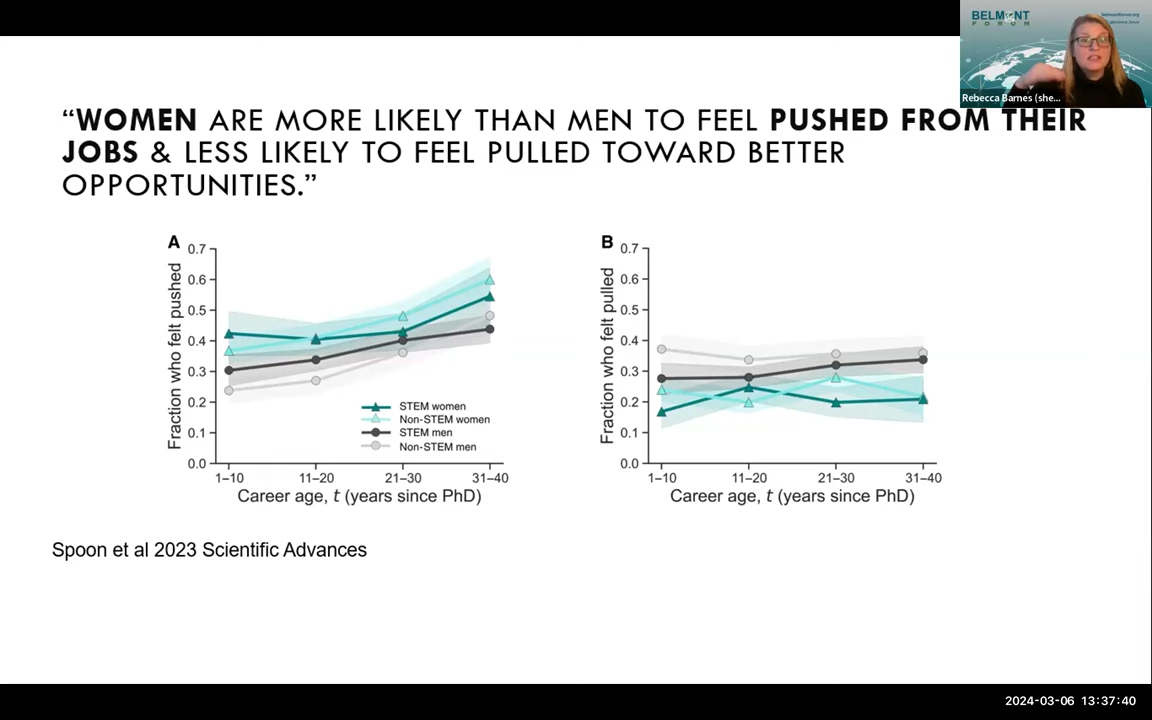 BELMONT
FORUM
Rebecca Barnes (she...
“WOMEN ARE MORE LIKELY THAN MEN TO FEEL PUSHED FROM THEIR
JOBS & LESS LIKELY TO FEEL PULLED TOWARD BETTER
OPPORTUNITIES.”
A
Fraction who felt pushed
0.7
0.6
0.5
0.4
0.3
0.2
0.1
0.0
STEM women
Non-STEM women
STEM men
Non-STEM men
1–10 11–20 21–30 31–40
Career age, t (years since PhD)
B
Fraction who felt pulled
0.7
0.6
0.5
0.4
0.3
0.2
0.1
0.0
1–10 11–20 21–30 31–40
Career age, t (years since PhD)
Spoon et al 2023 Scientific Advances
2024-03-06 13:37:40